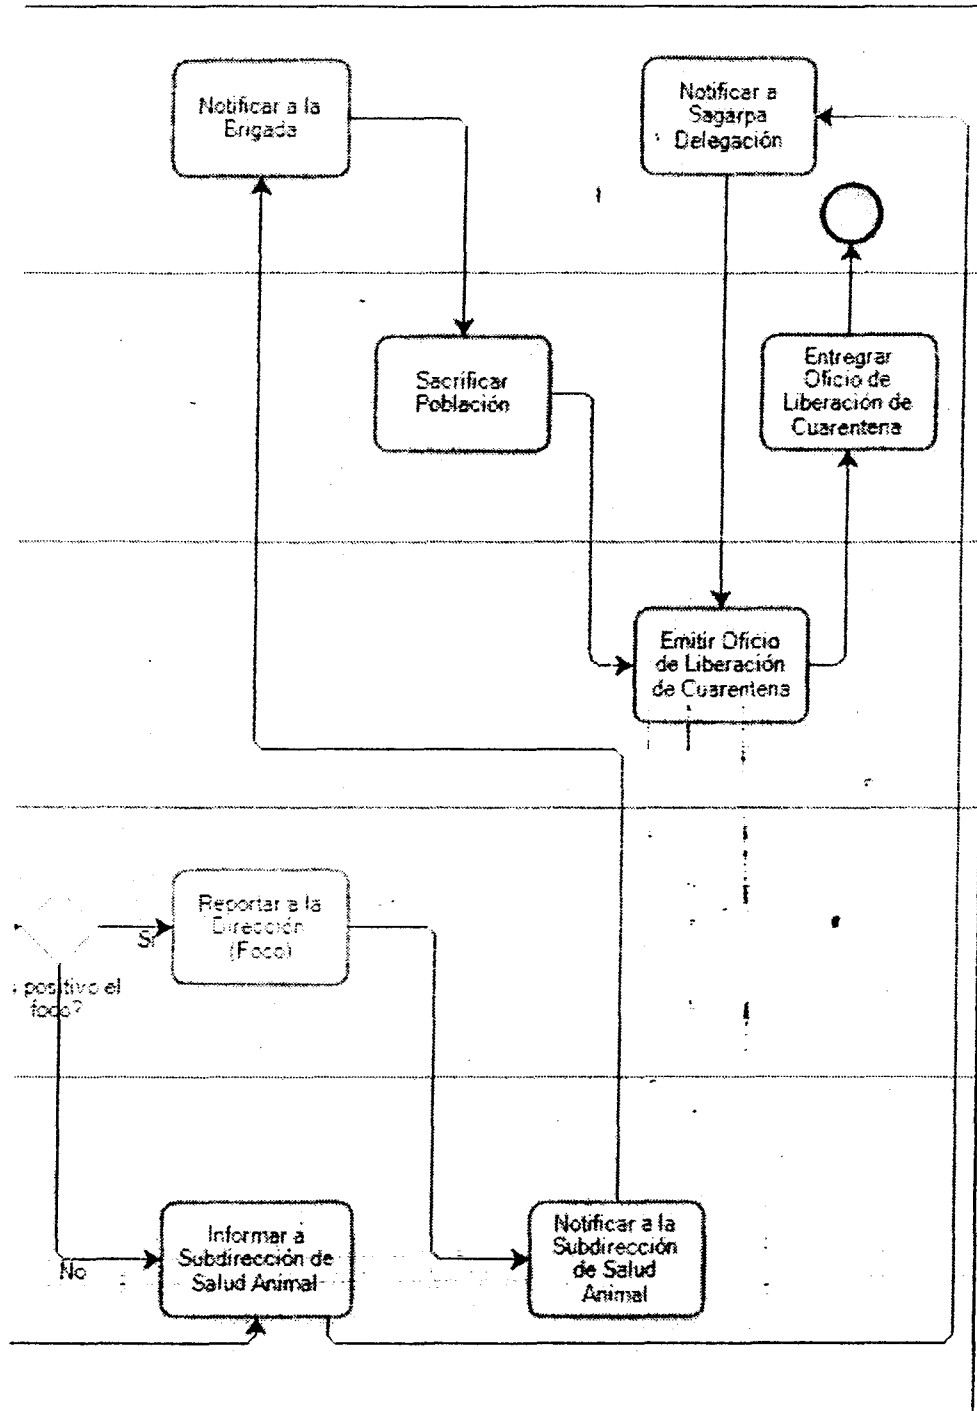 Notificar a la
Brigada
Notificar a
Sagarpa
Delegación
Sacrificar
Población
Entregrar
Oficio de
Liberación de
Cuarentena
Emitir Oficio
de Liberación
de Cuarentena
Si
Reportar a la
Dirección
(Foco)
positivo el
foco?
No
Informar a
Subdirección de
Salud Animal
Notificar a la
Subdirección
de Salud
Animal